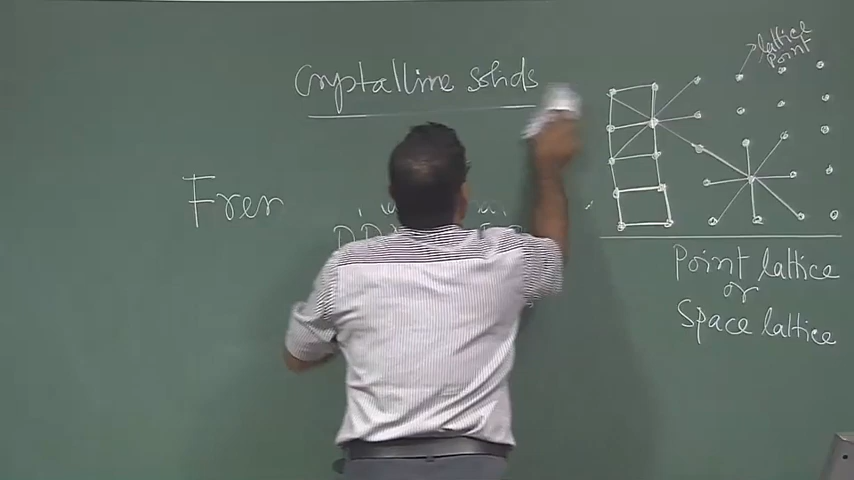 Crystalline solids
lattice
point
Frer
Point lattice
or
Space lattice